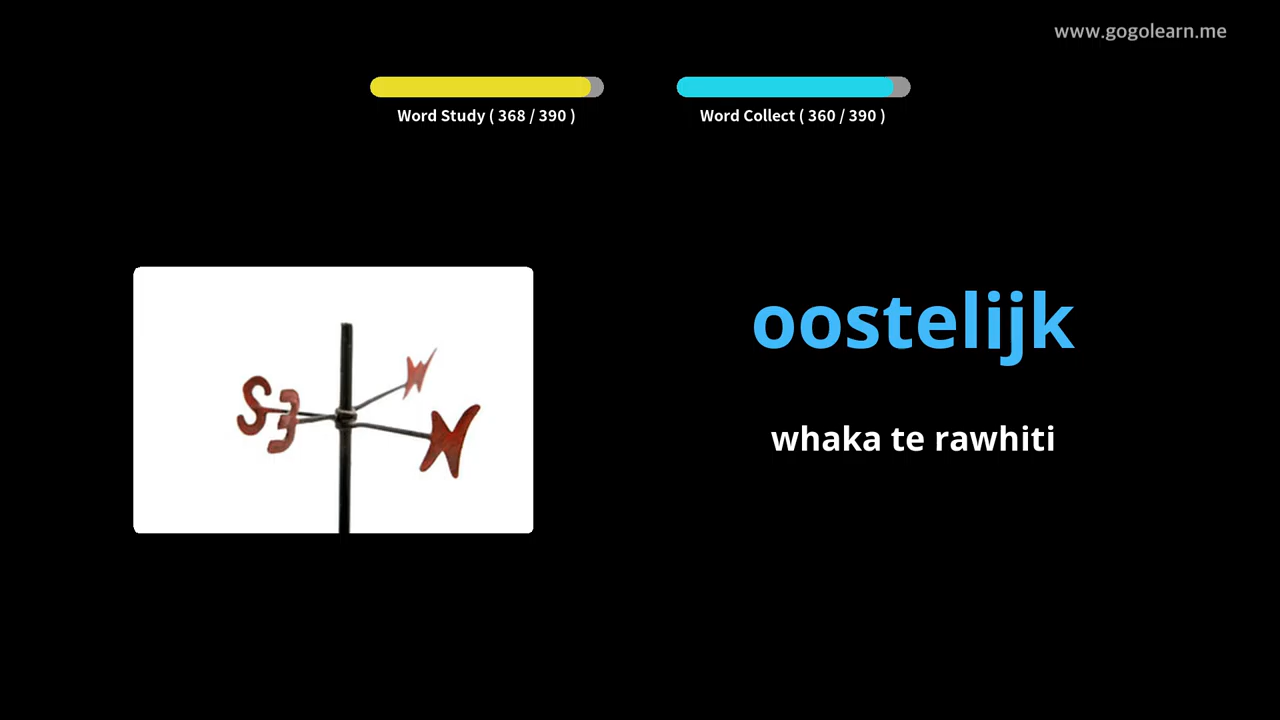 www.gogolearn.me
Word Study ( 368 / 390 )
Word Collect ( 360 / 390 )
S
E
W
N
oostelijk
whaka te rawhiti